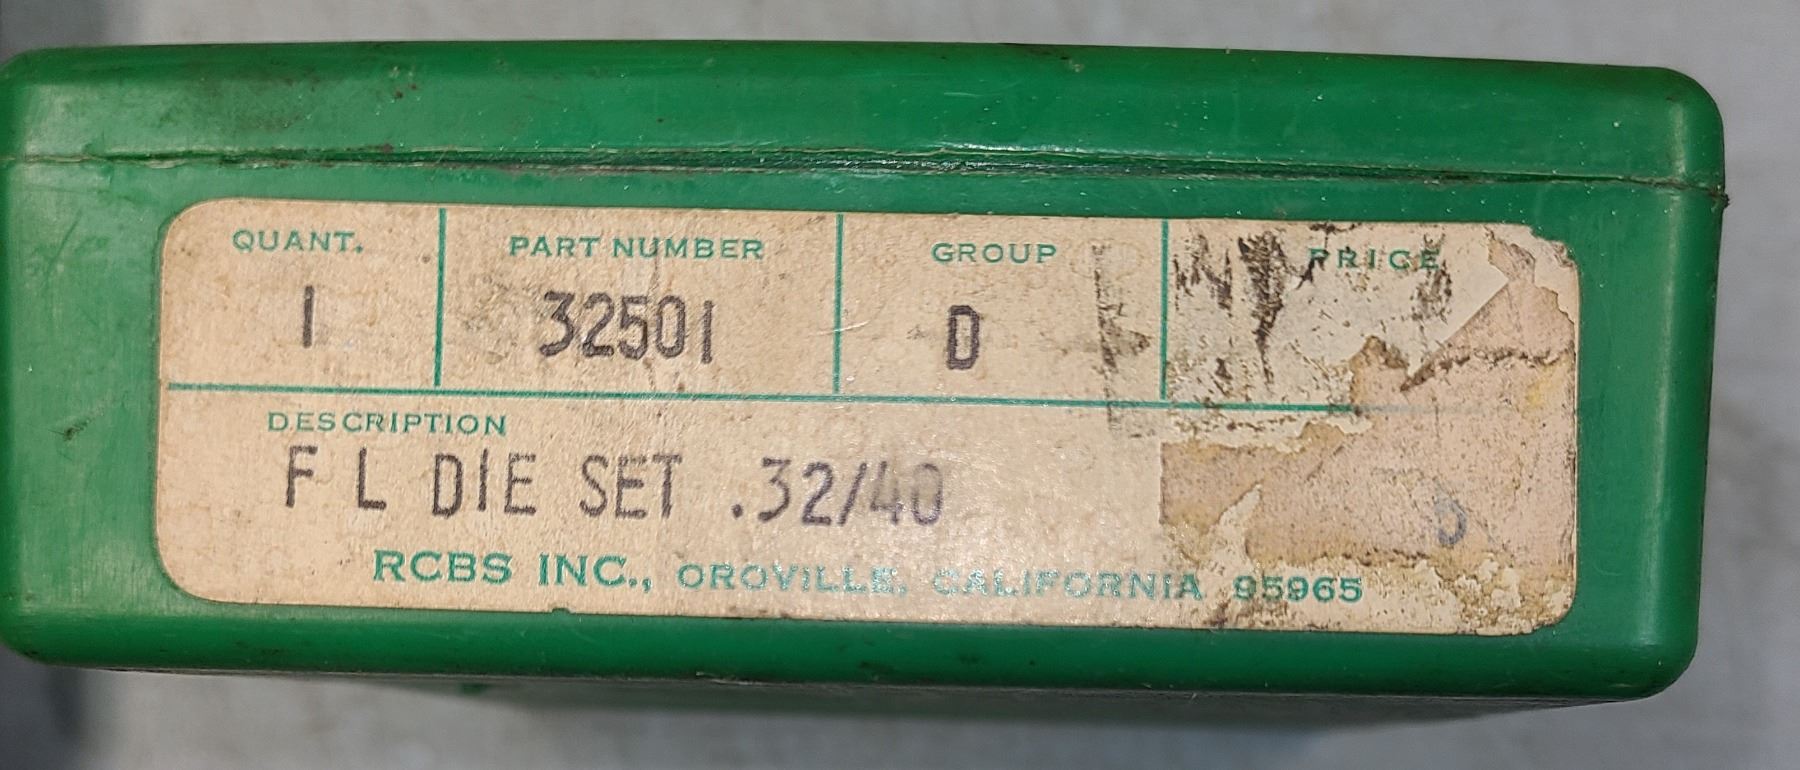 QUANT. PART NUMBER GROUP PRICE
1 32501 D
DESCRIPTION
F L DIE SET .32/40
RCBS INC., OROVILLE, CALIFORNIA 95965